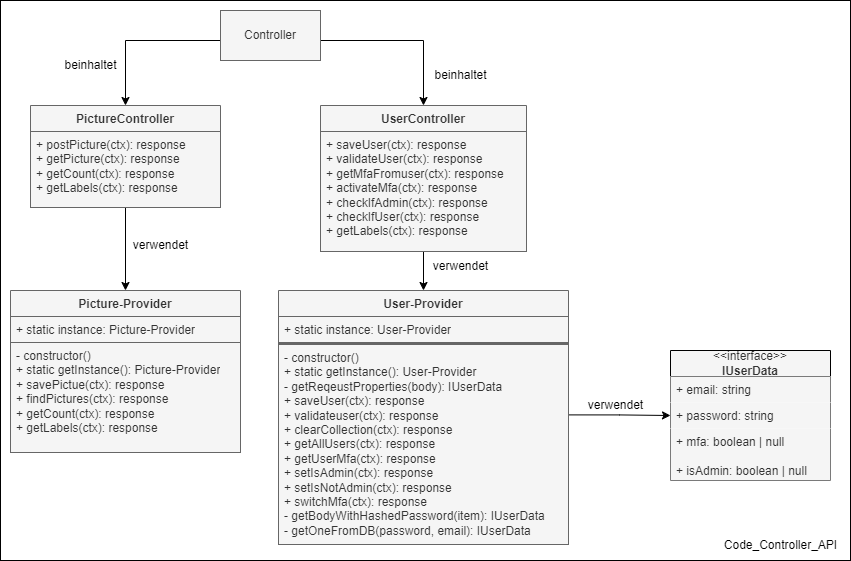 Controller
beinhaltet
beinhaltet
PictureController
+ postPicture(ctx): response
+ getPicture(ctx): response
+ getCount(ctx): response
+ getLabels(ctx): response
UserController
+ saveUser(ctx): response
+ validateUser(ctx): response
+ getMfaFromuser(ctx): response
+ activateMfa(ctx): response
+ checkIfAdmin(ctx): response
+ checkIfUser(ctx): response
+ getLabels(ctx): response
verwendet
verwendet
Picture-Provider
+ static instance: Picture-Provider
- constructor()
+ static getInstance(): Picture-Provider
+ savePictue(ctx): response
+ findPictures(ctx): response
+ getCount(ctx): response
+ getLabels(ctx): response
User-Provider
+ static instance: User-Provider
- constructor()
+ static getInstance(): User-Provider
- getReqeustProperties(body): IUserData
+ saveUser(ctx): response
+ validateuser(ctx): response
+ clearCollection(ctx): response
+ getAllUsers(ctx): response
+ getUserMfa(ctx): response
+ setIsAdmin(ctx): response
+ setIsNotAdmin(ctx): response
+ switchMfa(ctx): response
- getBodyWithHashedPassword(item): IUserData
- getOneFromDB(password, email): IUserData
verwendet
<<interface>>
IUserData
+ email: string
+ password: string
+ mfa: boolean | null
+ isAdmin: boolean | null
Code_Controller_API